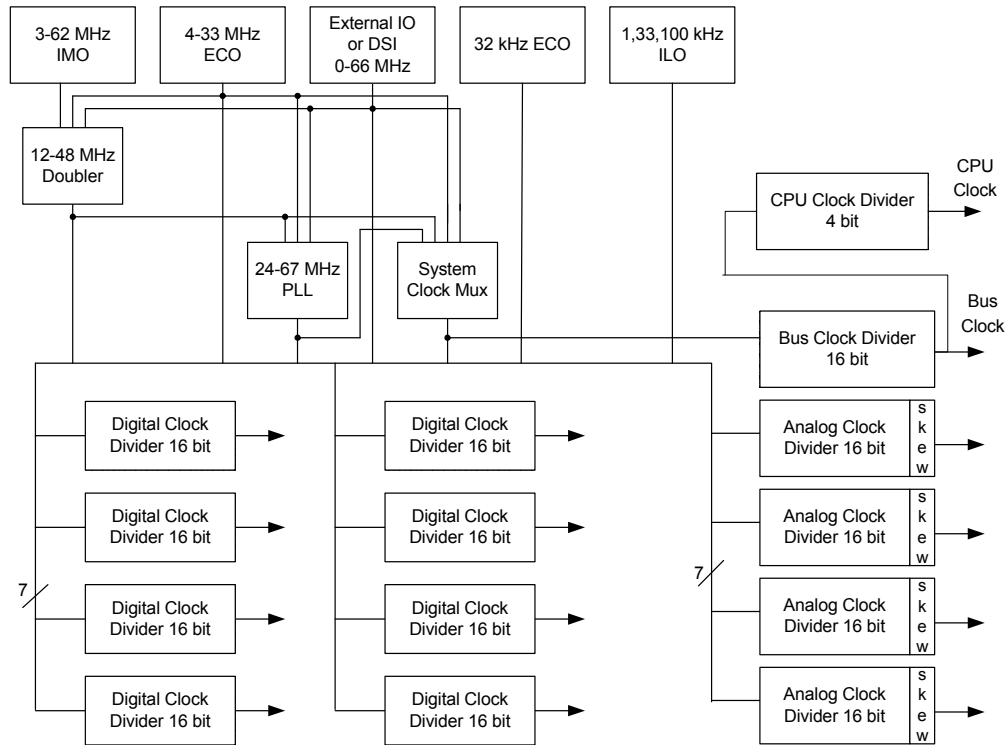 3-62 MHz
IMO
4-33 MHz
ECO
External IO
or DSI
0-66 MHz
32 kHz ECO
1,33,100 kHz
ILO
12-48 MHz
Doubler
24-67 MHz
PLL
System
Clock Mux
CPU Clock Divider
4 bit
CPU
Clock
Bus Clock Divider
16 bit
Bus
Clock
Digital Clock
Divider 16 bit
Digital Clock
Divider 16 bit
Analog Clock
Divider 16 bit
s
k
e
w
Digital Clock
Divider 16 bit
Digital Clock
Divider 16 bit
Analog Clock
Divider 16 bit
s
k
e
w
7
7
Digital Clock
Divider 16 bit
Digital Clock
Divider 16 bit
Analog Clock
Divider 16 bit
s
k
e
w
Digital Clock
Divider 16 bit
Digital Clock
Divider 16 bit
Analog Clock
Divider 16 bit
s
k
e
w